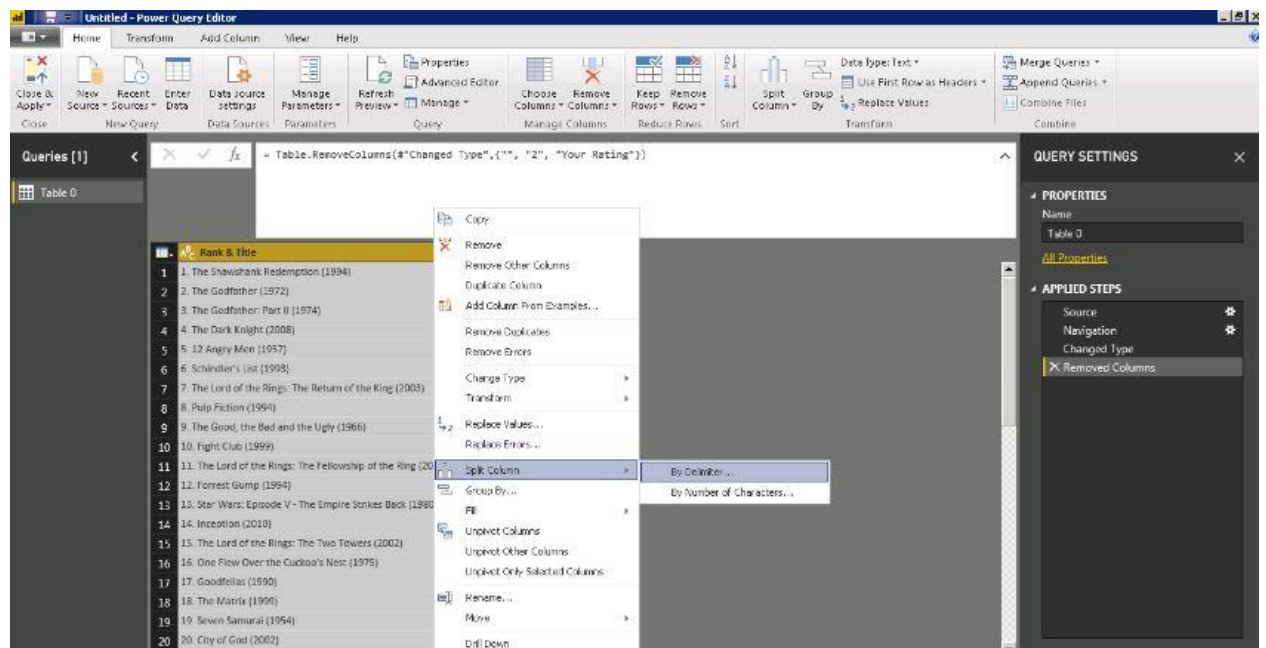 Untitled - Power Query Editor
Home Transform Add Column View Help
Close & Apply
New Source
Recent Sources
Enter Data
Data source settings
Manage Parameters
Refresh Preview
Properties
Advanced Editor
Manage
Choose Columns
Remove Columns
Keep Rows
Remove Rows
Split Column
Group By
Data Type: Text
Use First Row as Headers
Replace Values
Merge Queries
Append Queries
Combine Files
Close New Query Data Sources Parameters Query Manage Columns Reduce Rows Sort Transform Combine
Queries [1]
Table 0
fx = Table.RemoveColumns(#"Changed Type",{"", "2", "Your Rating"})
Rank & Title
1 1. The Shawshank Redemption (1994)
2 2. The Godfather (1972)
3 3. The Godfather: Part II (1974)
4 4. The Dark Knight (2008)
5 5. 12 Angry Men (1957)
6 6. Schindler's List (1993)
7 7. The Lord of the Rings: The Return of the King (2003)
8 8. Pulp Fiction (1994)
9 9. The Good, the Bad and the Ugly (1966)
10 10. Fight Club (1999)
11 11. The Lord of the Rings: The Fellowship of the Ring (20
12 12. Forrest Gump (1994)
13 13. Star Wars: Episode V - The Empire Strikes Back (1980
14 14. Inception (2010)
15 15. The Lord of the Rings: The Two Towers (2002)
16 16. One Flew Over the Cuckoo's Nest (1975)
17 17. Goodfellas (1990)
18 18. The Matrix (1999)
19 19. Seven Samurai (1954)
20 20. City of God (2002)
Copy
Remove
Remove Other Columns
Duplicate Column
Add Column From Examples...
Remove Duplicates
Remove Errors
Change Type
Transform
Replace Values...
Replace Errors...
Split Column
Group By...
Fill
Unpivot Columns
Unpivot Other Columns
Unpivot Only Selected Columns
Rename...
Move
Drill Down
By Delimiter...
By Number of Characters...
QUERY SETTINGS
PROPERTIES
Name
Table 0
All Properties
APPLIED STEPS
Source
Navigation
Changed Type
Removed Columns